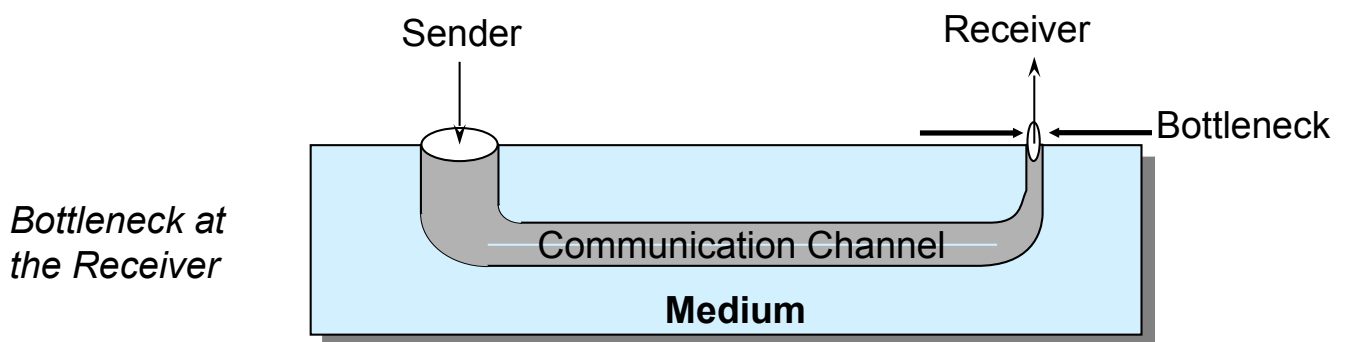 Sender
Receiver
Bottleneck
Bottleneck at
the Receiver
Communication Channel
Medium